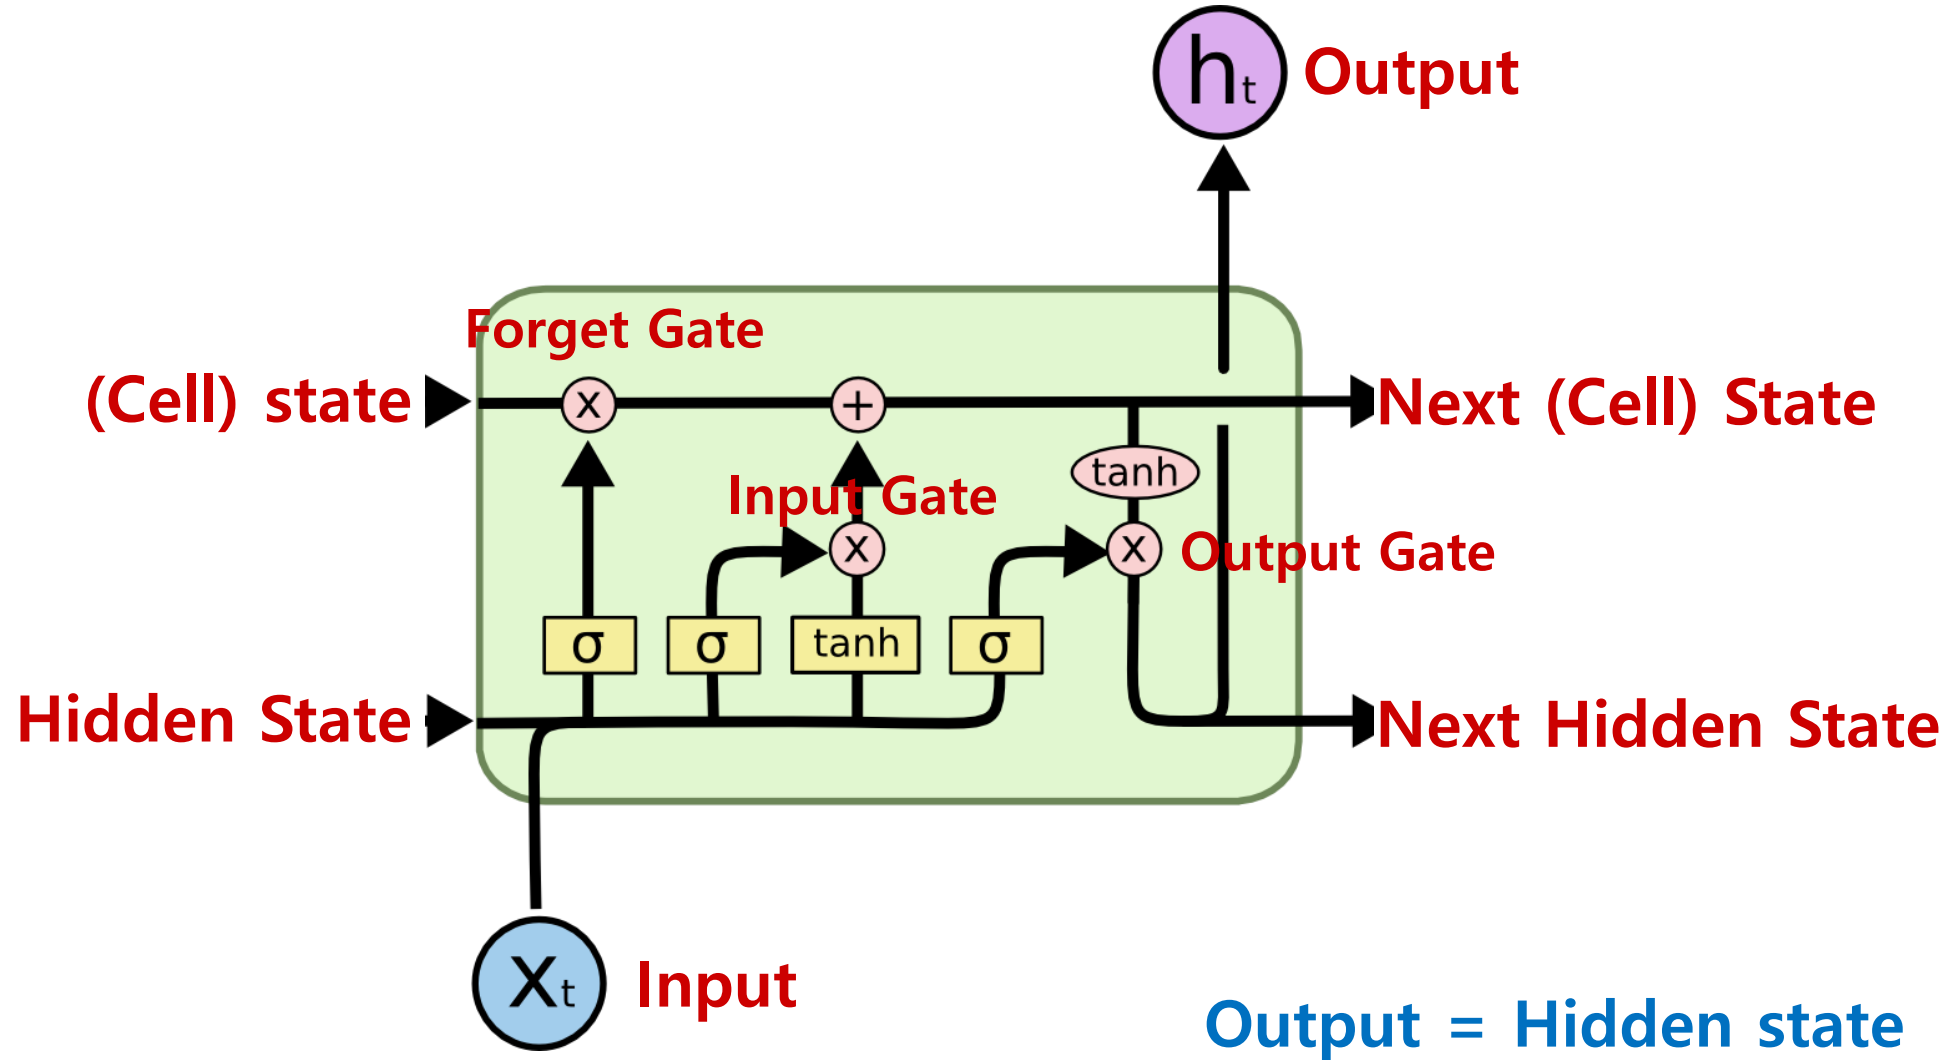 ht Output
Forget Gate
(Cell) state
x
+
Next (Cell) State
tanh
Input Gate
x
x
Output Gate
σ
σ
tanh
σ
Hidden State
Next Hidden State
xt Input
Output = Hidden state